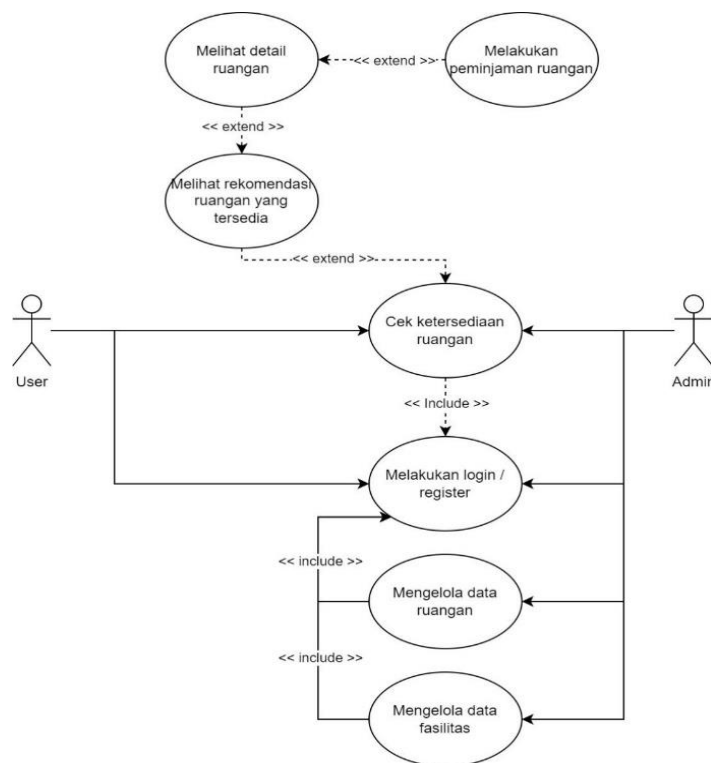 Melihat detail
ruangan
<< extend >>
Melakukan
peminjaman ruangan
<< extend >>
Melihat rekomendasi
ruangan yang
tersedia
<< extend >>
Cek ketersediaan
ruangan
User
Admin
<< Include >>
Melakukan login /
register
<< include >>
Mengelola data
ruangan
<< include >>
Mengelola data
fasilitas